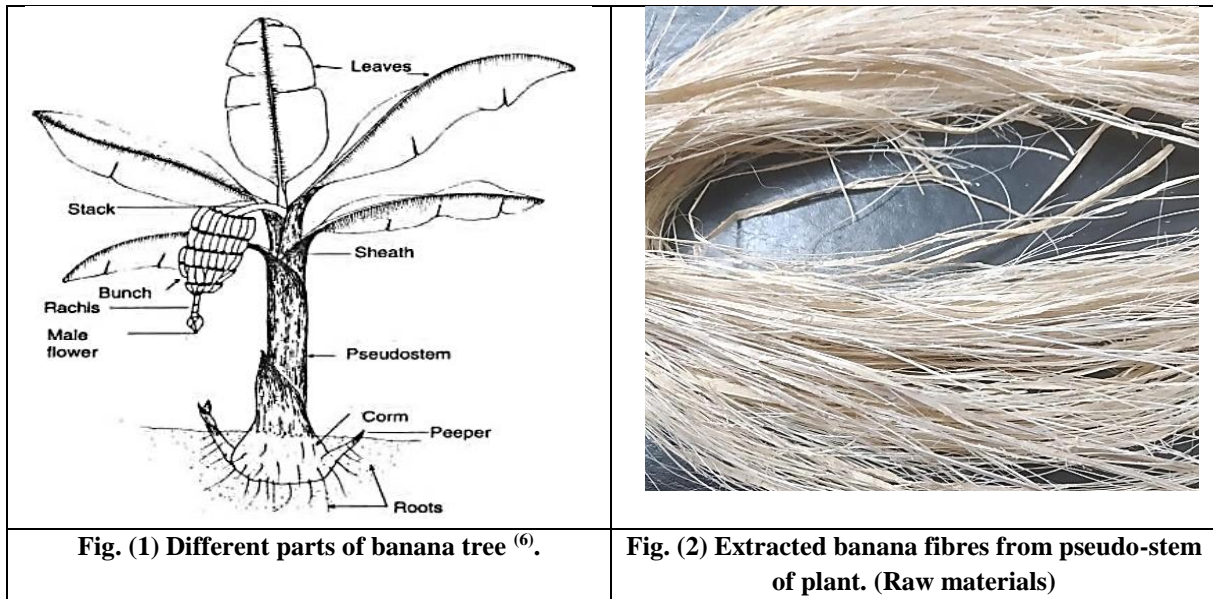 Leaves
Stack
Sheath
Bunch
Rachis
Male
flower
Pseudostem
Corm
Peeper
Roots
Fig. (1) Different parts of banana tree (6).
Fig. (2) Extracted banana fibres from pseudo-stem
of plant. (Raw materials)